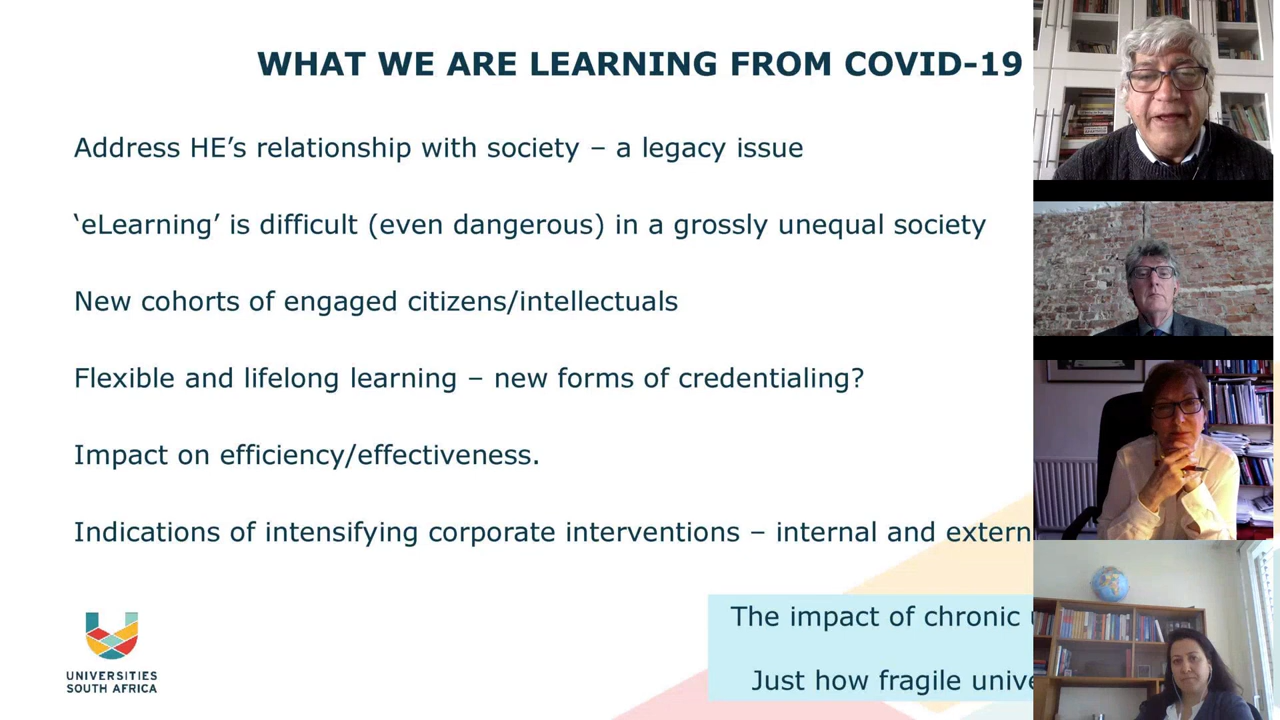 WHAT WE ARE LEARNING FROM COVID-19
Address HE’s relationship with society – a legacy issue
‘eLearning’ is difficult (even dangerous) in a grossly unequal society
New cohorts of engaged citizens/intellectuals
Flexible and lifelong learning – new forms of credentialing?
Impact on efficiency/effectiveness.
Indications of intensifying corporate interventions – internal and extern
The impact of chronic
Just how fragile unive
UNIVERSITIES
SOUTH AFRICA